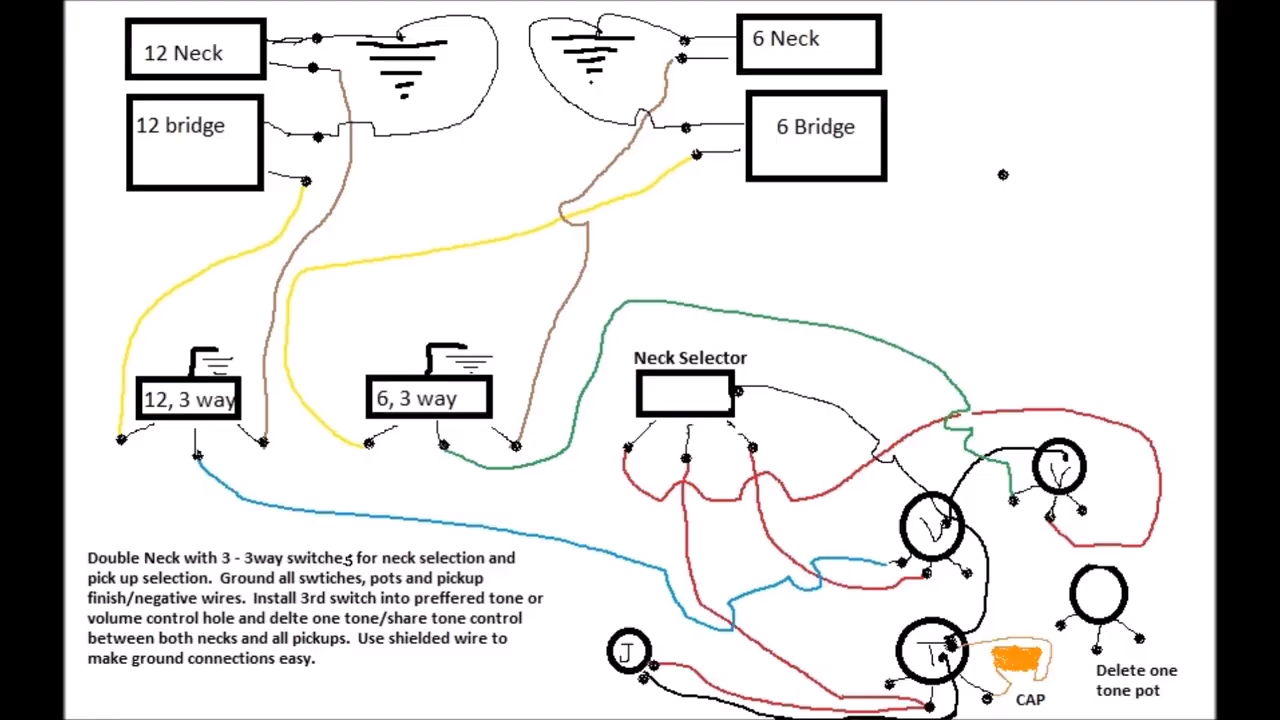 12 Neck
6 Neck
12 bridge
6 Bridge
Neck Selector
12, 3 way
6, 3 way
V
V
Double Neck with 3 - 3way switches for neck selection and
pick up selection.  Ground all swtiches, pots and pickup
finish/negative wires.  Install 3rd switch into preffered tone or
volume control hole and delte one tone/share tone control
between both necks and all pickups.  Use shielded wire to
make ground connections easy.
J
T
CAP
Delete one
tone pot